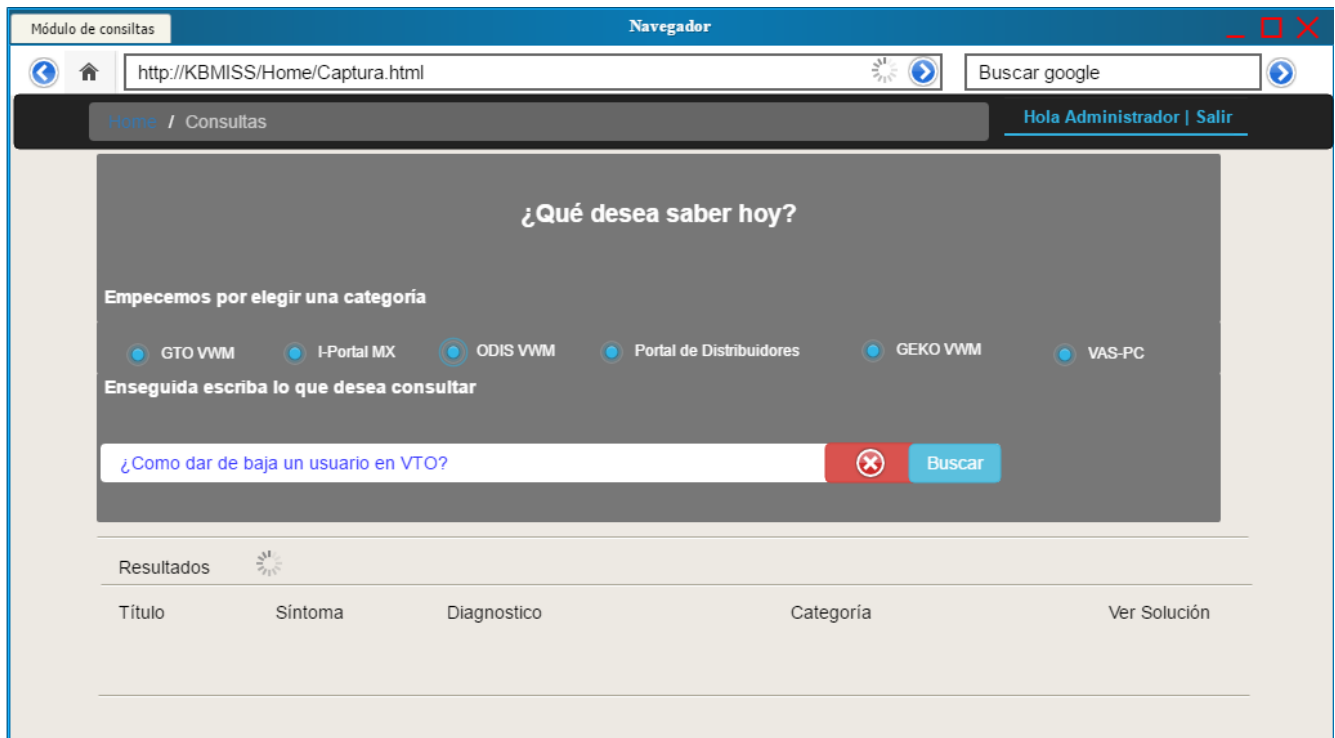 Módulo de consiltas
Navegador
http://KBMISS/Home/Captura.html
Buscar google
Home / Consultas
Hola Administrador | Salir
¿Qué desea saber hoy?
Empecemos por elegir una categoría
GTO VWM I-Portal MX ODIS VWM Portal de Distribuidores GEKO VWM VAS-PC
Enseguida escriba lo que desea consultar
¿Como dar de baja un usuario en VTO?
Buscar
Resultados
Título Síntoma Diagnostico Categoría Ver Solución